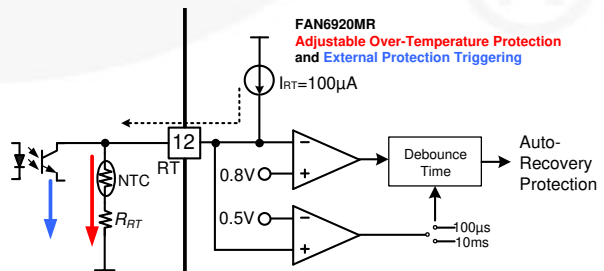 FAN6920MR
Adjustable Over-Temperature Protection
and External Protection Triggering
IRT=100µA
12
RT
NTC
RRT
0.8V
0.5V
Debounce
Time
Auto-
Recovery
Protection
100µs
10ms